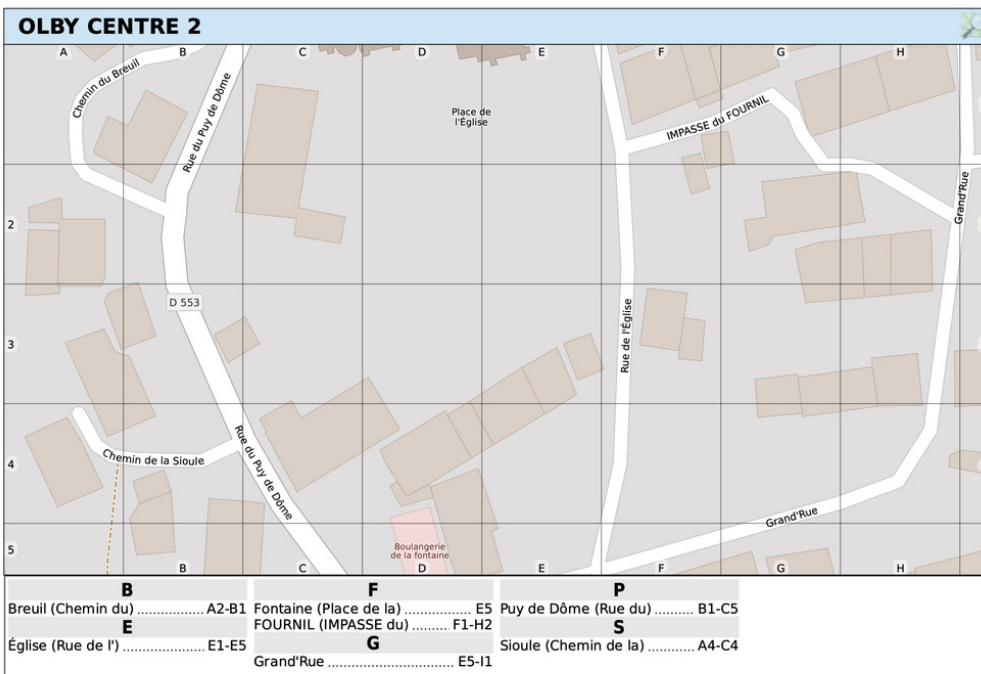 OLBY CENTRE 2
A B C D E F G H
Chemin du Breuil
Rue du Puy de Dôme
Place de
l'Église
IMPASSE du FOURNIL
Grand'Rue
2
D 553
3
Rue de l'Église
4
Chemin de la Sioule
Rue du Puy de Dôme
Grand'Rue
5
Boulangerie
de la fontaine
B C D E F G H
B
Breuil (Chemin du) ................ A2-B1
E
Église (Rue de l') ..................... E1-E5
F
Fontaine (Place de la) ................. E5
FOURNIL (IMPASSE du) ......... F1-H2
G
Grand'Rue .............................. E5-I1
P
Puy de Dôme (Rue du) ........... B1-C5
S
Sioule (Chemin de la) ............. A4-C4